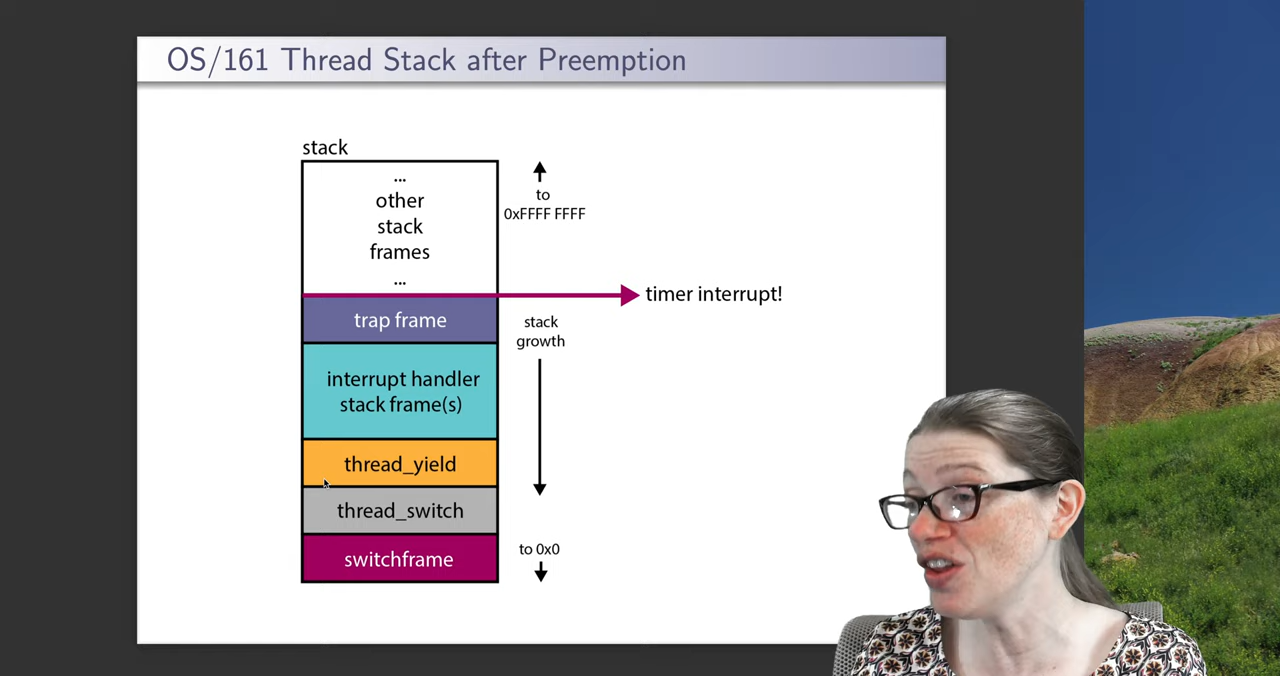 OS/161 Thread Stack after Preemption
stack
...
other
stack
frames
...
to
0xFFFF FFFF
timer interrupt!
trap frame
stack
growth
interrupt handler
stack frame(s)
thread_yield
thread_switch
switchframe
to 0x0